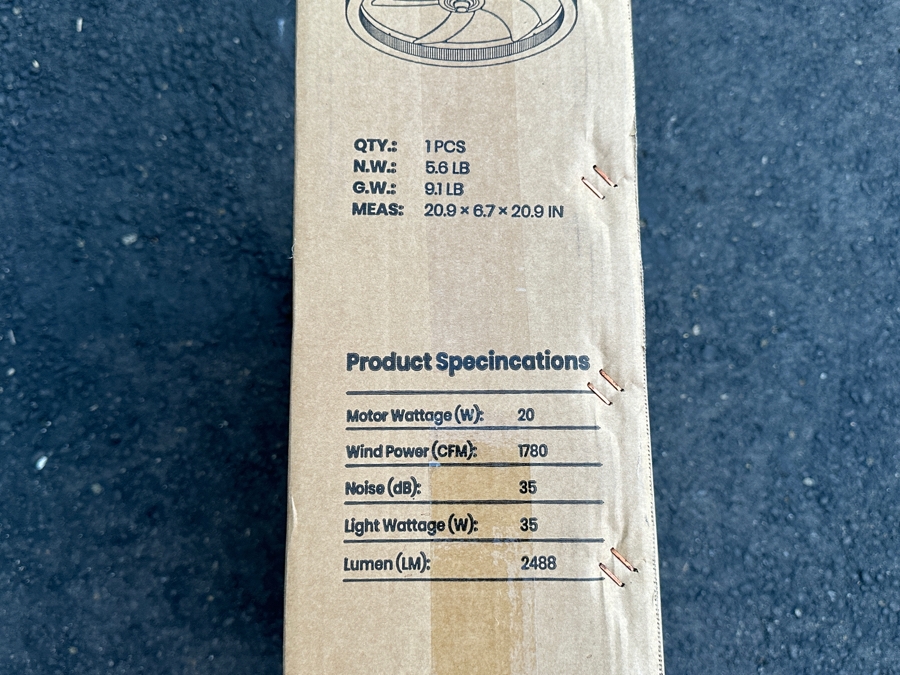 QTY.: 1 PCS
N.W.: 5.6 LB
G.W.: 9.1 LB
MEAS: 20.9 × 6.7 × 20.9 IN
Product Specincations
Motor Wattage (W): 20
Wind Power (CFM): 1780
Noise (dB): 35
Light Wattage (W): 35
Lumen (LM): 2488